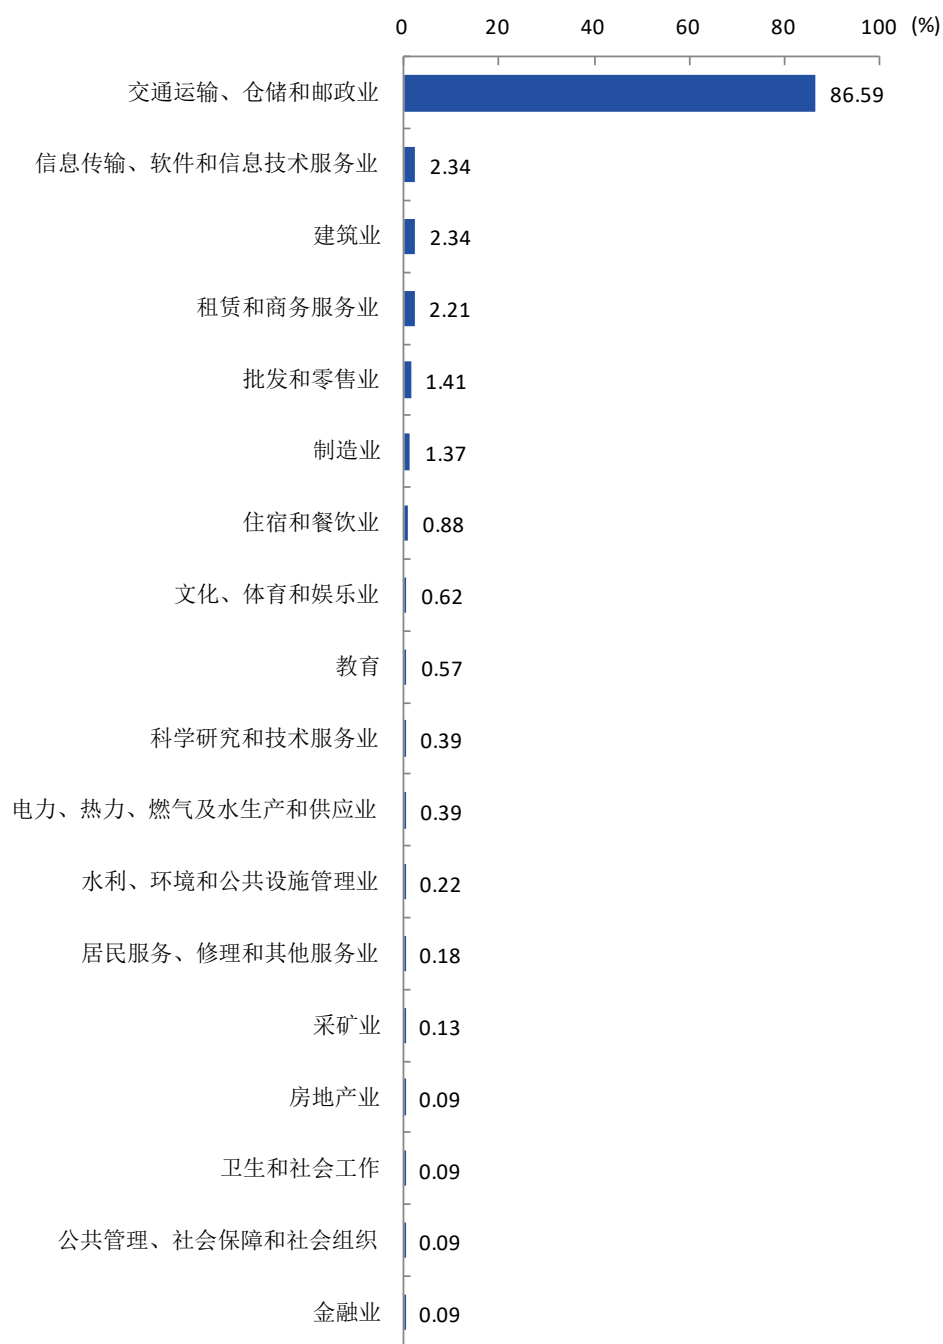 0 20 40 60 80 100 (%)
交通运输、仓储和邮政业 86.59
信息传输、软件和信息技术服务业 2.34
建筑业 2.34
租赁和商务服务业 2.21
批发和零售业 1.41
制造业 1.37
住宿和餐饮业 0.88
文化、体育和娱乐业 0.62
教育 0.57
科学研究和技术服务业 0.39
电力、热力、燃气及水生产和供应业 0.39
水利、环境和公共设施管理业 0.22
居民服务、修理和其他服务业 0.18
采矿业 0.13
房地产业 0.09
卫生和社会工作 0.09
公共管理、社会保障和社会组织 0.09
金融业 0.09